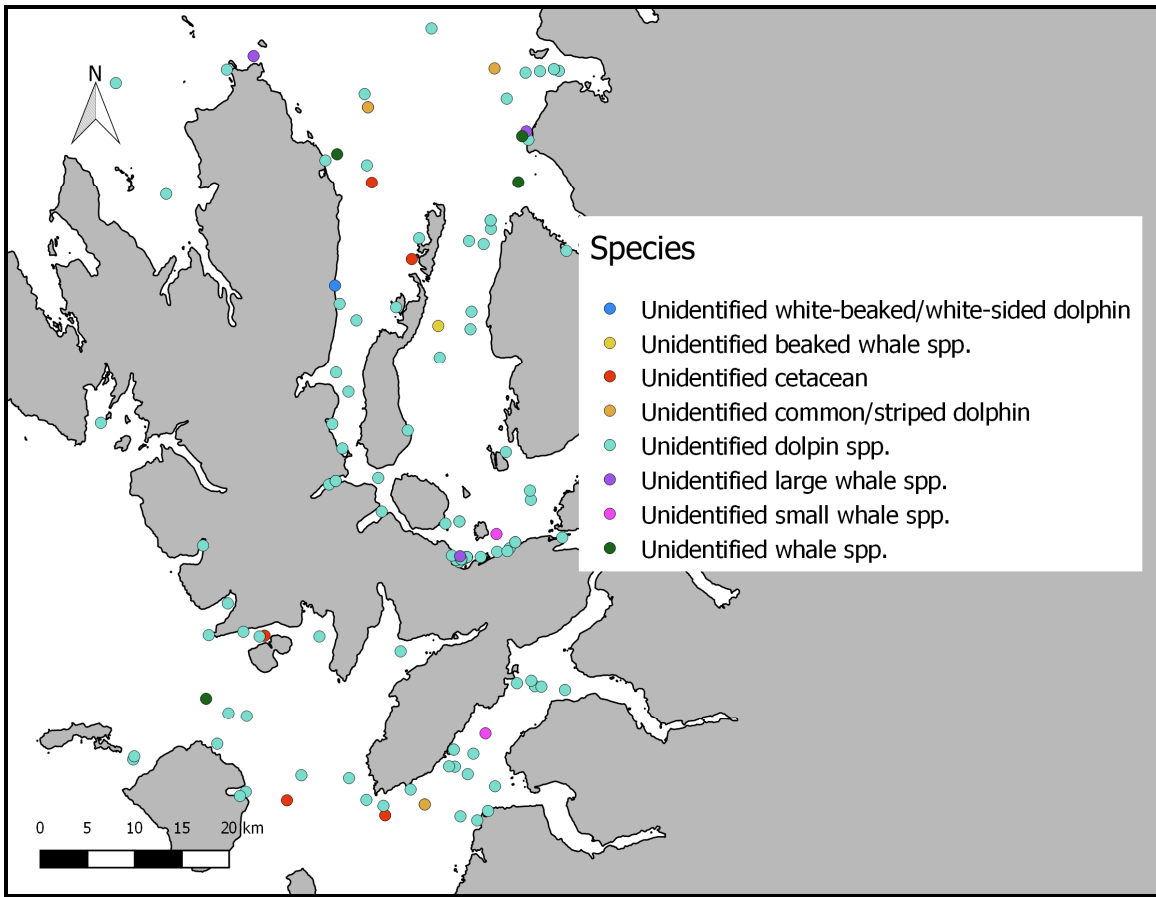 N
Species
Unidentified white-beaked/white-sided dolphin
Unidentified beaked whale spp.
Unidentified cetacean
Unidentified common/striped dolphin
Unidentified dolpin spp.
Unidentified large whale spp.
Unidentified small whale spp.
Unidentified whale spp.
0 5 10 15 20 km